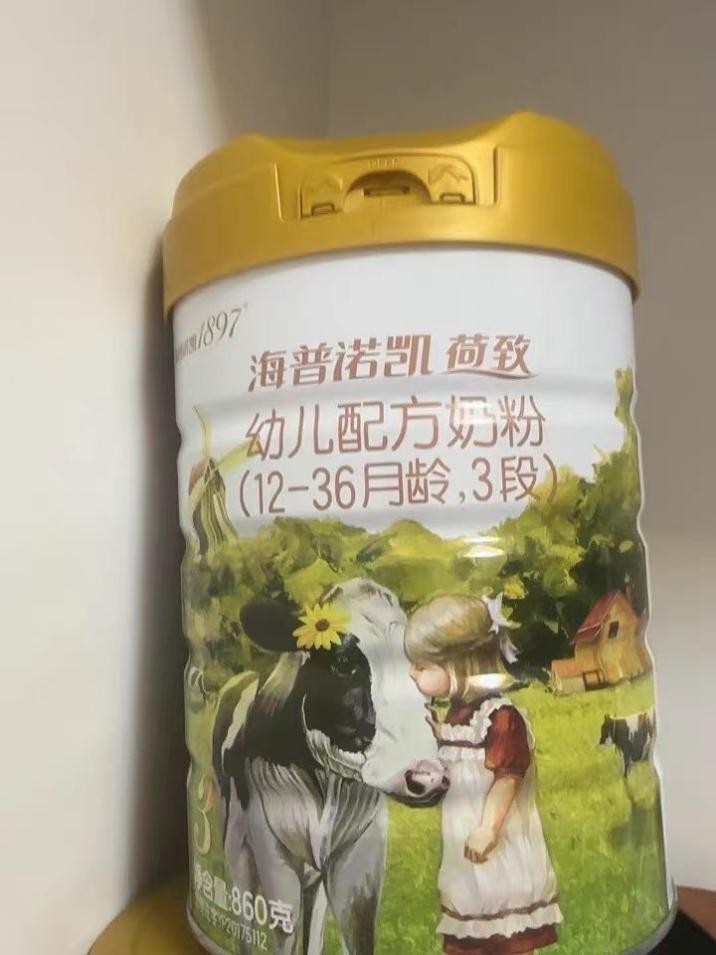 1897
海普诺凯 荷致
幼儿配方奶粉
(12-36月龄,3段)
3
净含量:860克
YP20175112